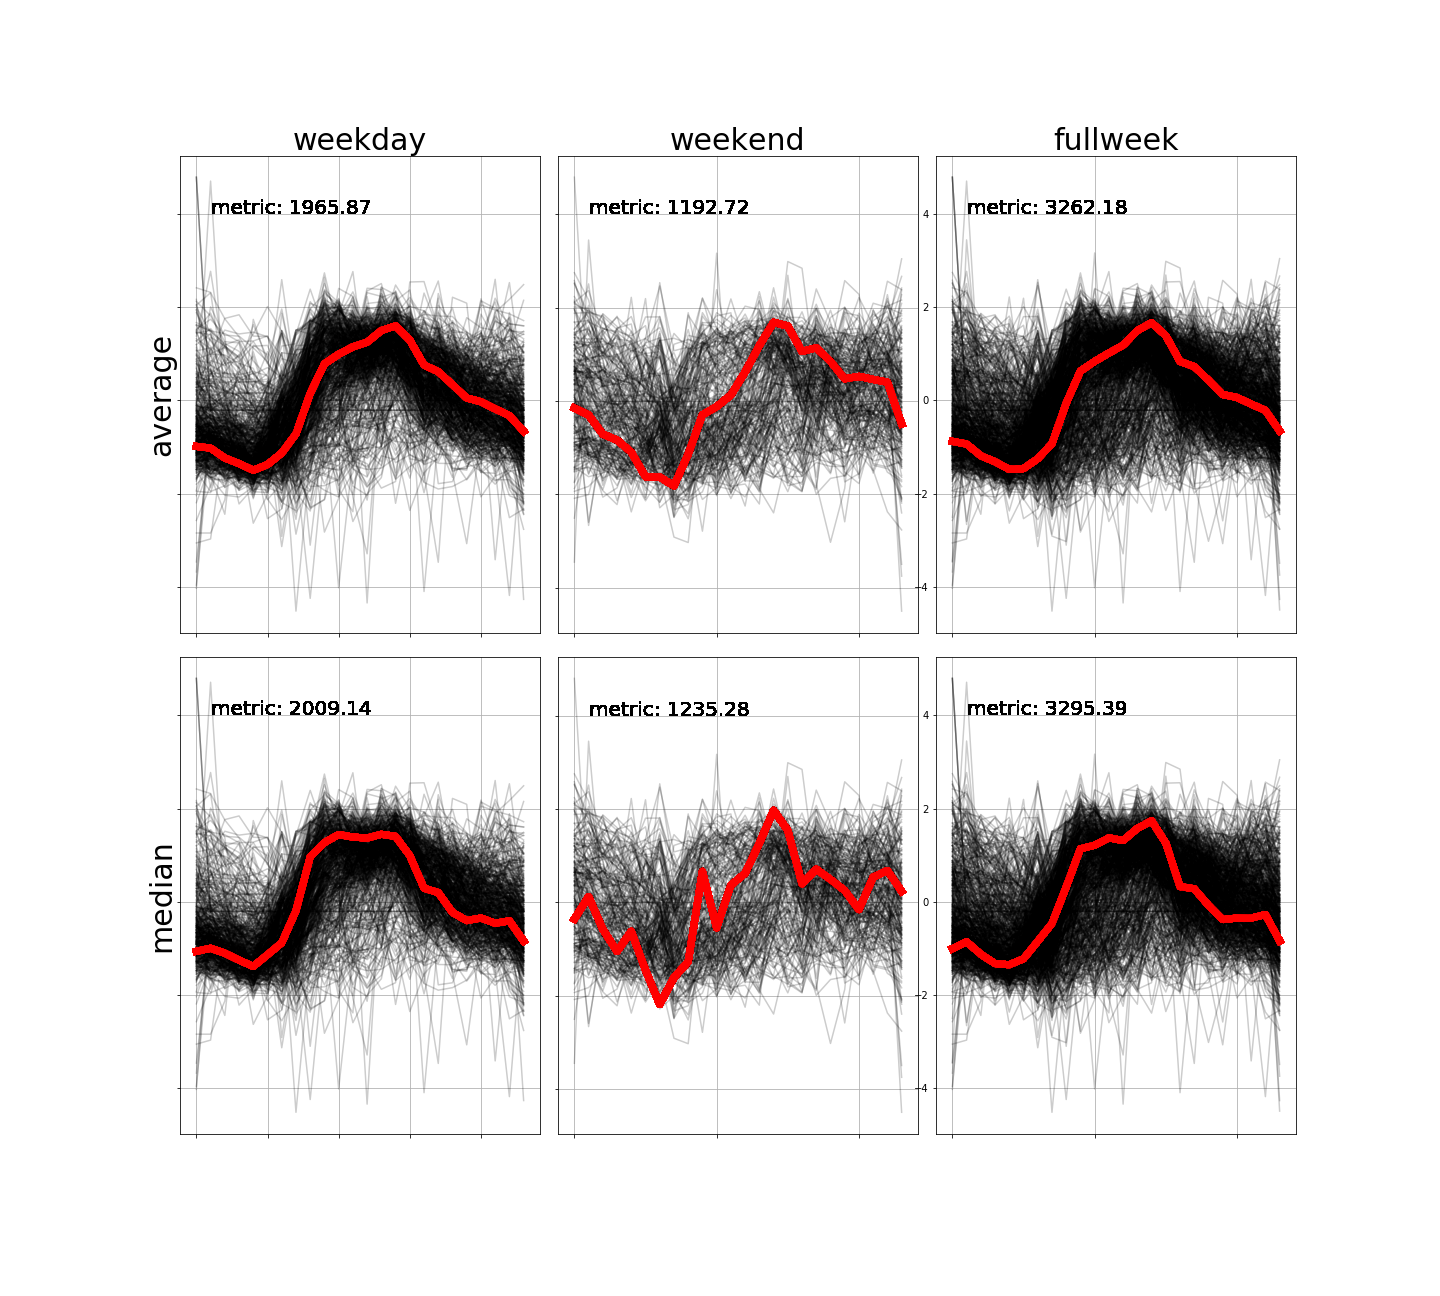 weekday weekend fullweek
metric: 1965.87 metric: 1192.72 metric: 3262.18
4
2
average
0
−2
−4
metric: 2009.14 metric: 1235.28 metric: 3295.39
4
2
median
0
−2
−4